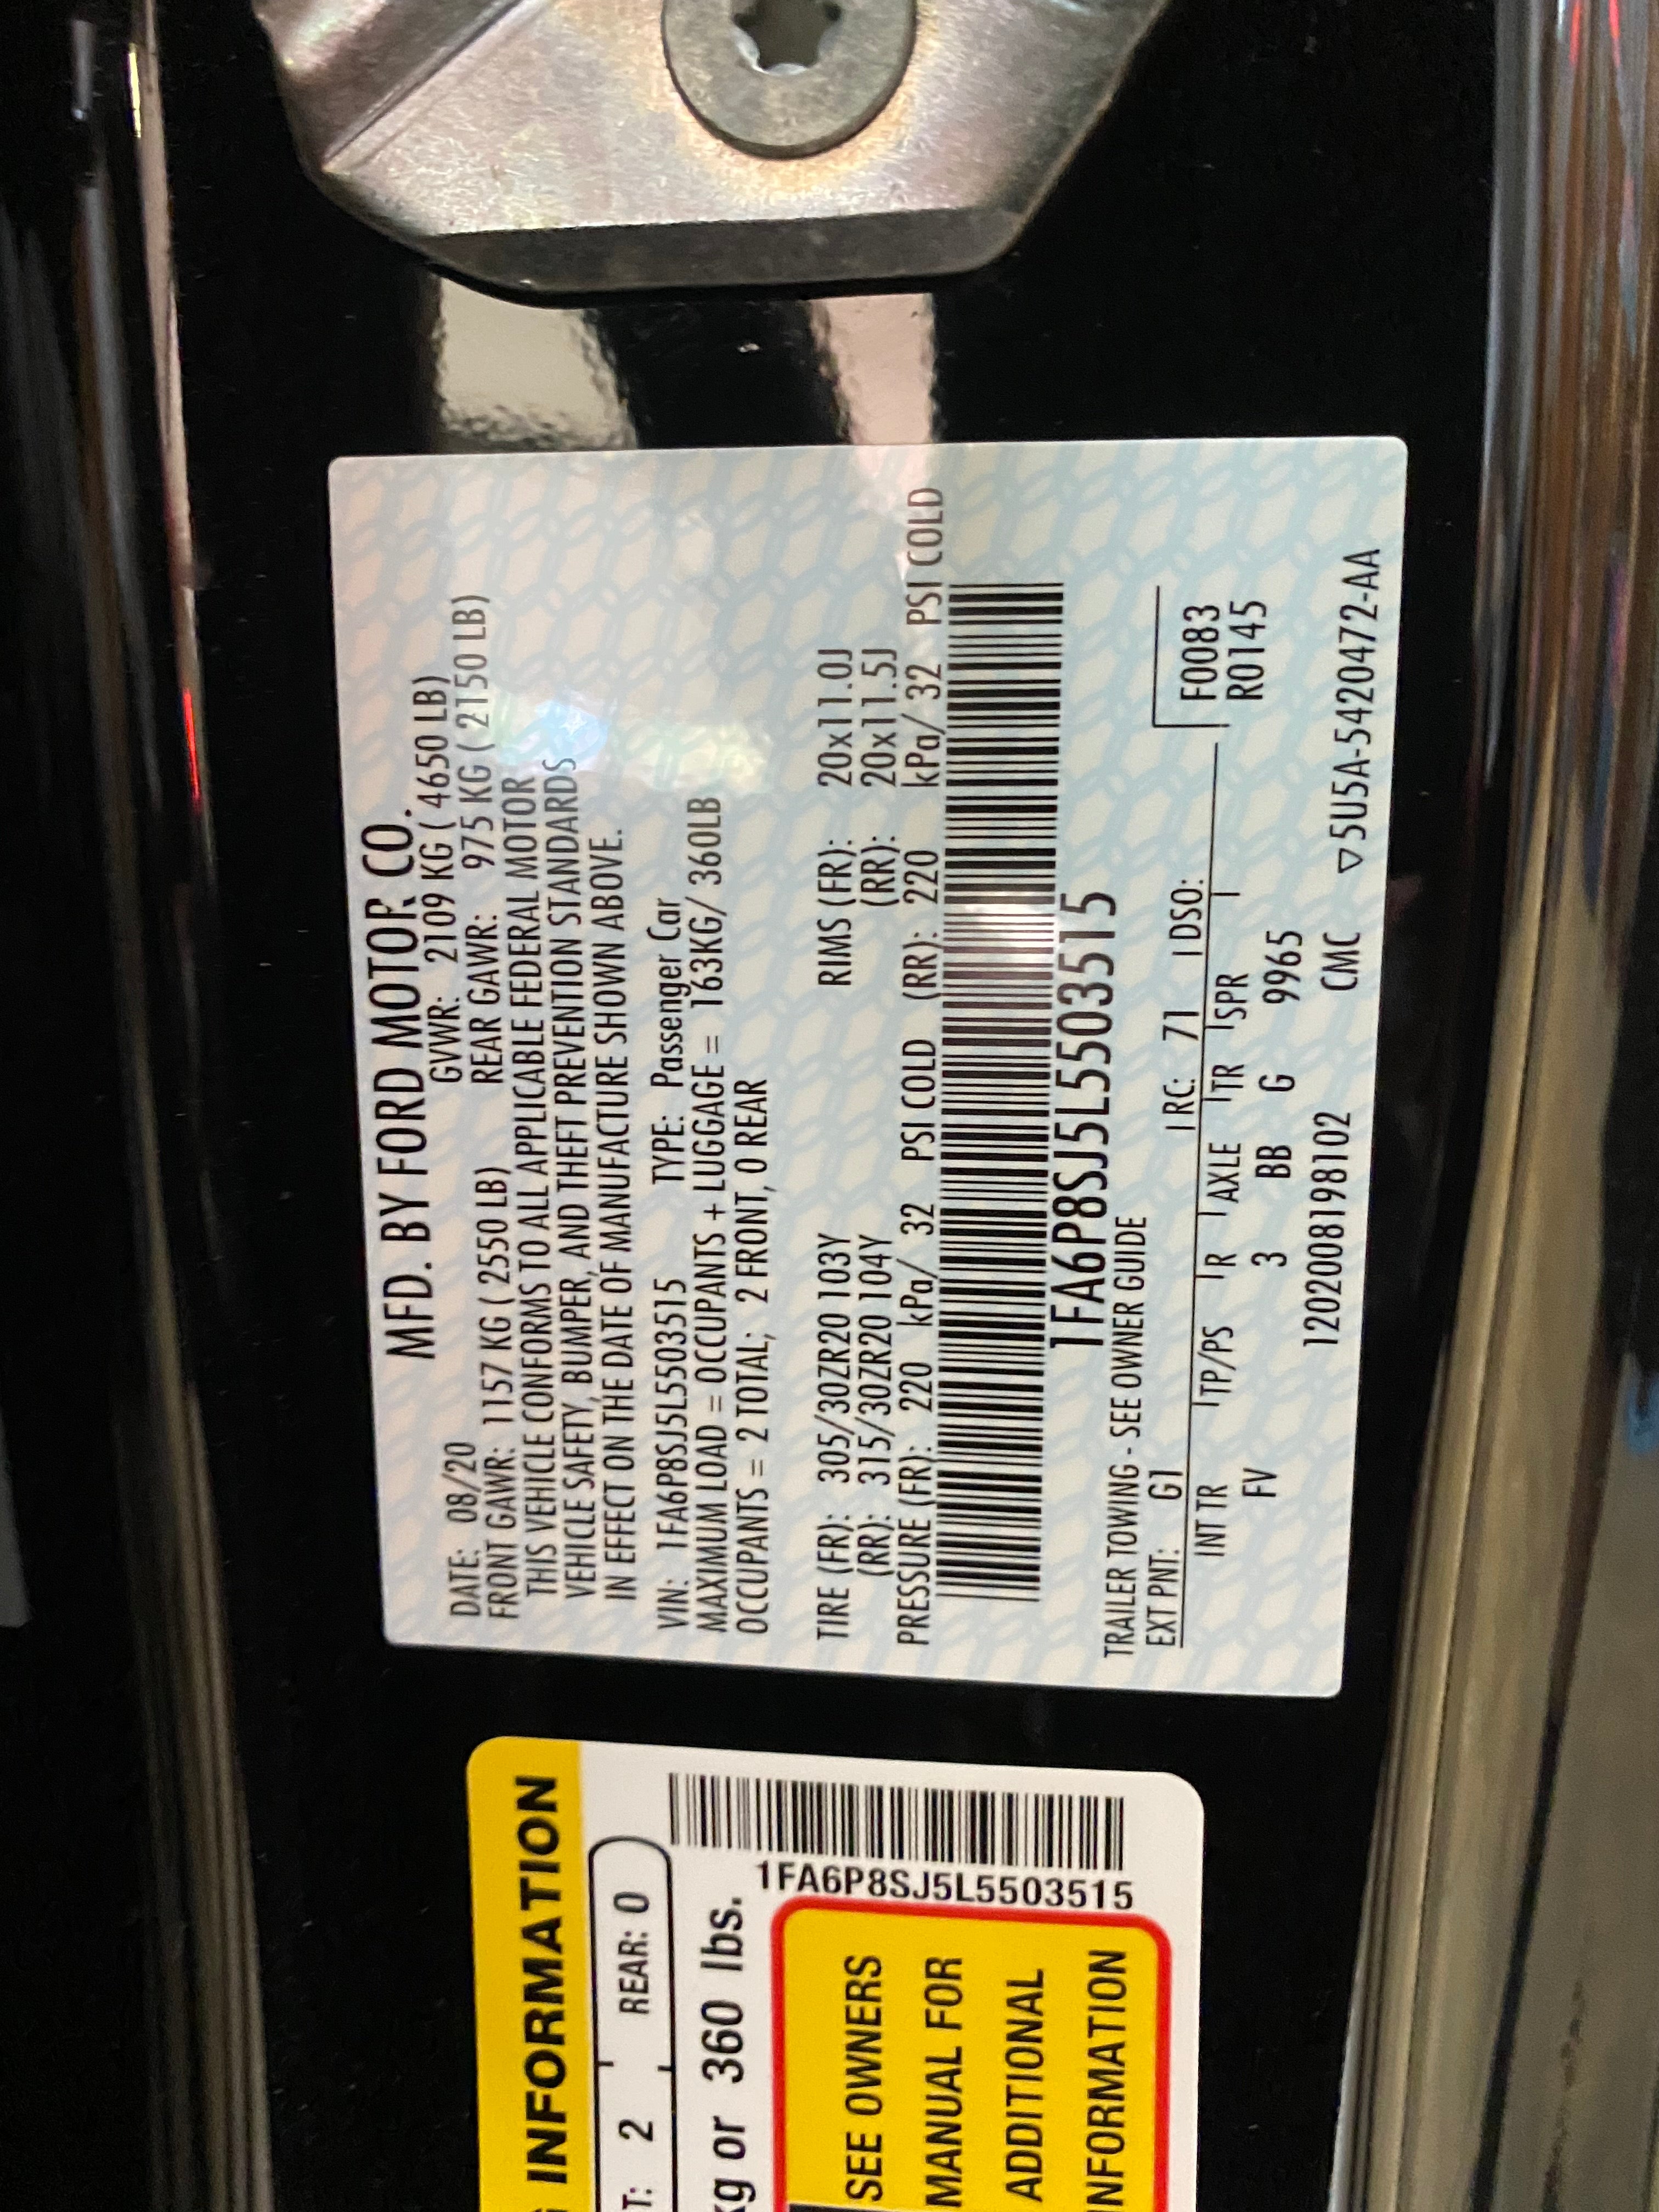 MFD. BY FORD MOTOR CO.
DATE: 08/20 GVWR: 2109 KG ( 4650 LB)
FRONT GAWR: 1157 KG ( 2550 LB) REAR GAWR: 975 KG ( 2150 LB)
THIS VEHICLE CONFORMS TO ALL APPLICABLE FEDERAL MOTOR
VEHICLE SAFETY, BUMPER, AND THEFT PREVENTION STANDARDS
IN EFFECT ON THE DATE OF MANUFACTURE SHOWN ABOVE.
VIN: 1FA6P8SJ5L5503515 TYPE: Passenger Car
MAXIMUM LOAD = OCCUPANTS + LUGGAGE = 163KG/ 360LB
OCCUPANTS = 2 TOTAL; 2 FRONT, 0 REAR
TIRE (FR): 305/30ZR20 103Y RIMS (FR): 20x11.0J
(RR): 315/30ZR20 104Y (RR): 20x11.5J
PRESSURE (FR): 220 kPa/ 32 PSI COLD (RR): 220 kPa/ 32 PSI COLD
1FA6P8SJ5L5503515
TRAILER TOWING - SEE OWNER GUIDE
EXT PNT: G1 RC: 71 DSO:
INT TR TP/PS R AXLE TR SPR
F0083
R0145
FV 3 BB G 9965
12020081981​02 CMC ▽5U5A-5420472-AA
INFORMATION
T: 2 REAR: 0
kg or 360 lbs.
1FA6P8SJ5L5503515
SEE OWNERS
MANUAL FOR
ADDITIONAL
INFORMATION